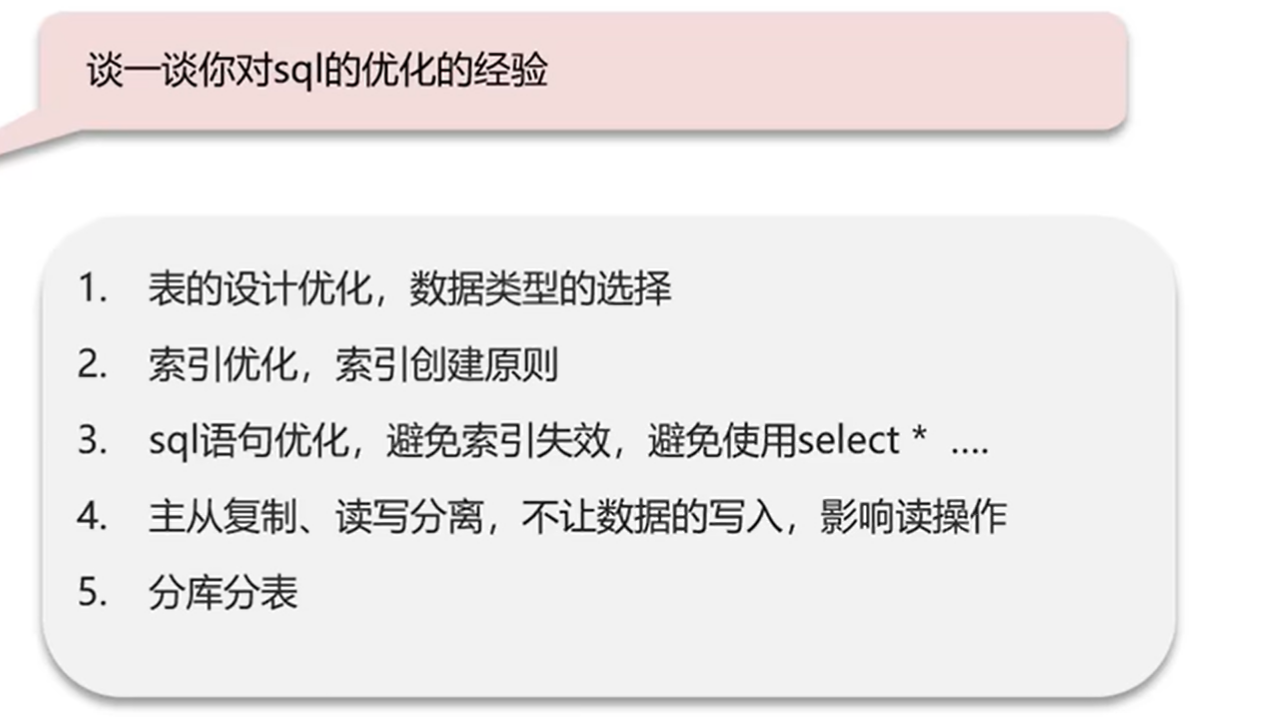 谈一谈你对sql的优化的经验
1. 表的设计优化，数据类型的选择
2. 索引优化，索引创建原则
3. sql语句优化，避免索引失效，避免使用select * ....
4. 主从复制、读写分离，不让数据的写入，影响读操作
5. 分库分表